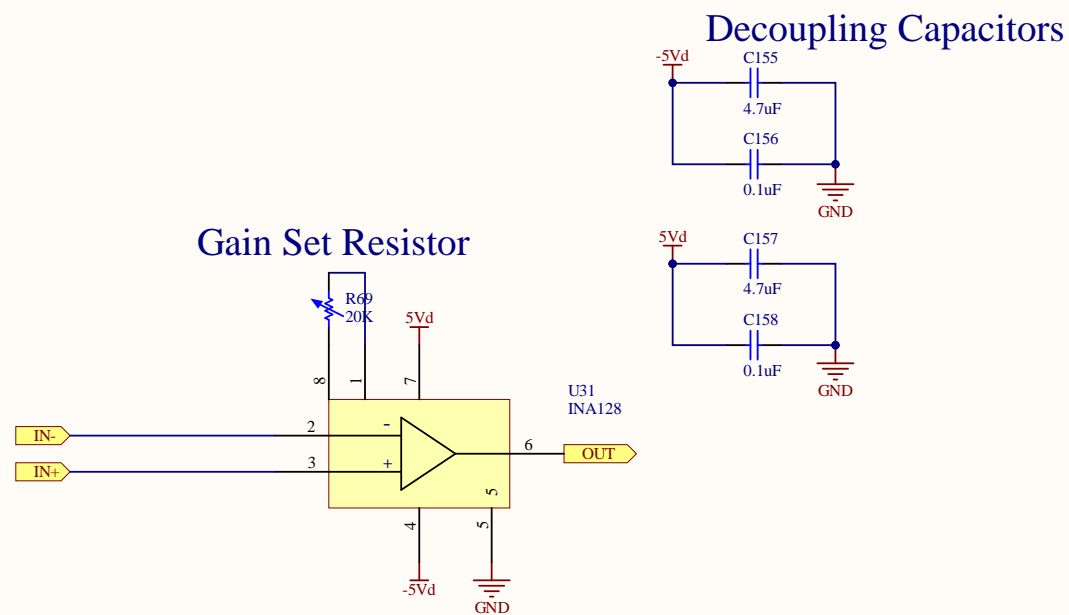 Decoupling Capacitors
-5Vd
C155
4.7uF
C156
0.1uF
GND
5Vd
C157
4.7uF
C158
0.1uF
GND
Gain Set Resistor
R69
20K
5Vd
8
1
7
U31
INA128
IN-
2
-
6
OUT
IN+
3
+
5
4
5
-5Vd
GND